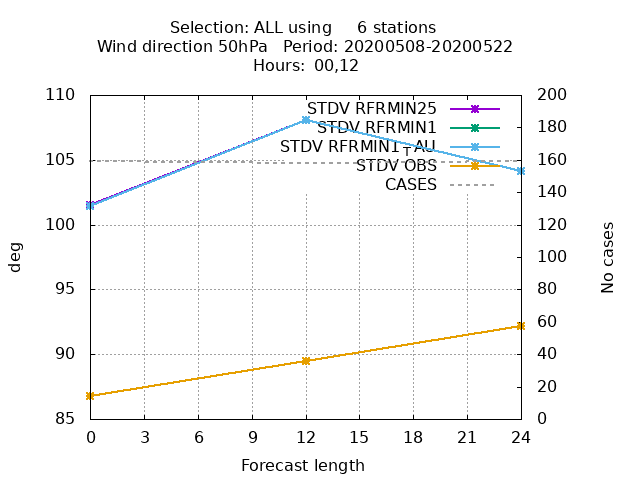 Selection: ALL using     6 stations
Wind direction 50hPa   Period: 20200508-20200522
Hours:  00,12
110 200
STDV RFRMIN25
180
STDV RFRMIN1
STDV RFRMIN1TAU
105 160
STDV OBS
CASES
140
100 120
deg
No cases
100
95 80
60
90 40
20
85 0
0 3 6 9 12 15 18 21 24
Forecast length